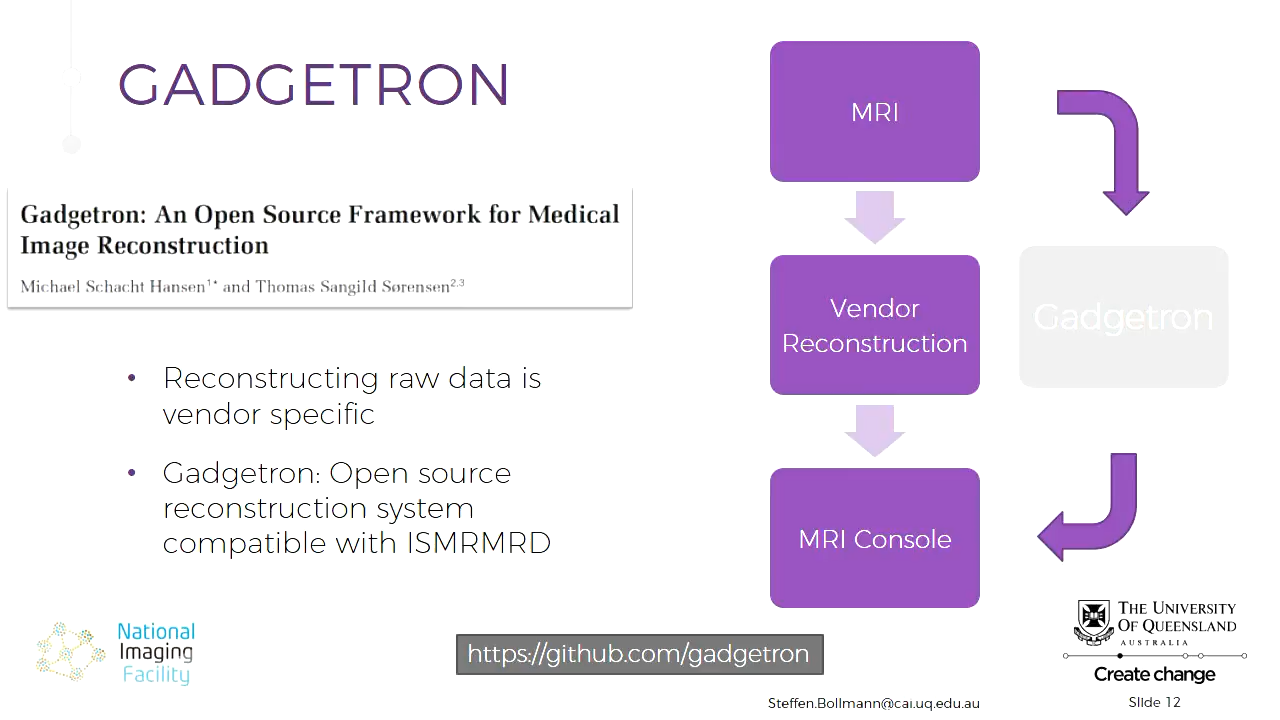 GADGETRON
Gadgetron: An Open Source Framework for Medical
Image Reconstruction
Michael Schacht Hansen¹* and Thomas Sangild Sørensen²,³
• Reconstructing raw data is
vendor specific
• Gadgetron: Open source
reconstruction system
compatible with ISMRMRD
MRI
Vendor
Reconstruction
Gadgetron
MRI Console
National
Imaging
Facility
https://github.com/gadgetron
THE UNIVERSITY
OF QUEENSLAND
AUSTRALIA
Create change
Steffen.Bollmann@cai.uq.edu.au
Slide 12